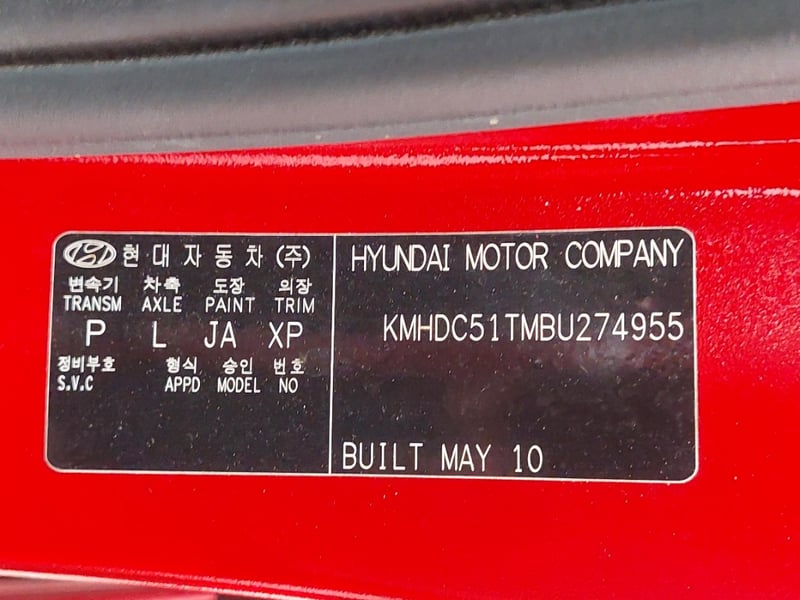 현대자동차(주)
변속기 차축 도장 의장
TRANSM AXLE PAINT TRIM
P L JA XP
정비부호 형식 승인 번호
S.V.C APPD MODEL NO
HYUNDAI MOTOR COMPANY
KMHDC51TMBU274955
BUILT MAY 10